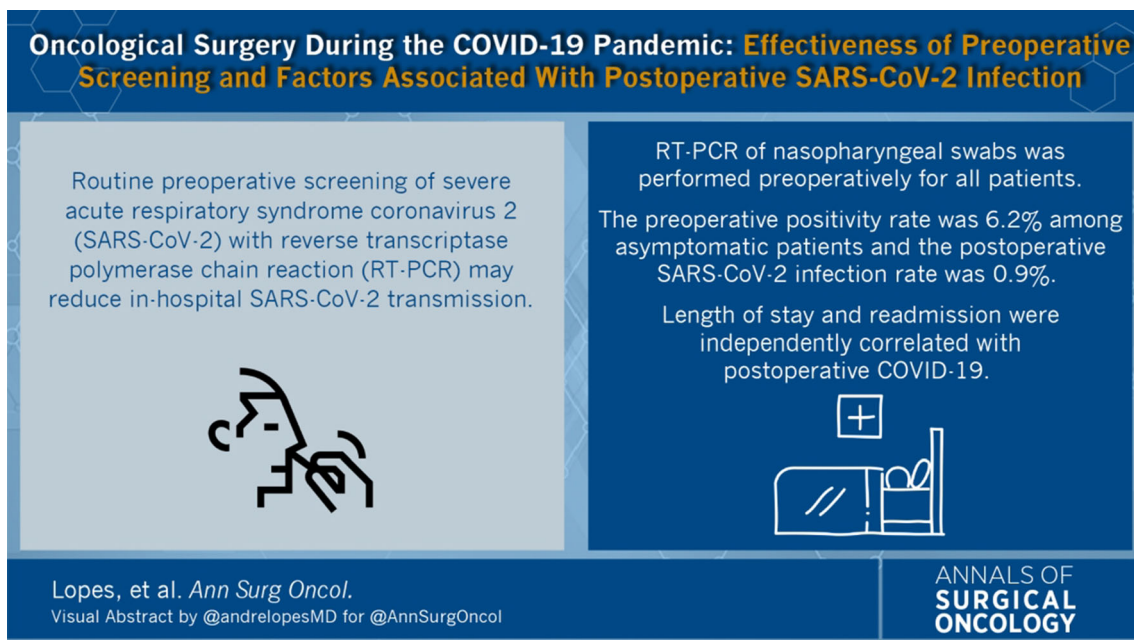 Oncological Surgery During the COVID-19 Pandemic: Effectiveness of Preoperative
Screening and Factors Associated With Postoperative SARS-CoV-2 Infection
Routine preoperative screening of severe
acute respiratory syndrome coronavirus 2
(SARS-CoV-2) with reverse transcriptase
polymerase chain reaction (RT-PCR) may
reduce in-hospital SARS-CoV-2 transmission.
RT-PCR of nasopharyngeal swabs was
performed preoperatively for all patients.
The preoperative positivity rate was 6.2% among
asymptomatic patients and the postoperative
SARS-CoV-2 infection rate was 0.9%.
Length of stay and readmission were
independently correlated with
postoperative COVID-19.
Lopes, et al. Ann Surg Oncol.
Visual Abstract by @andrelopesMD for @AnnSurgOncol
ANNALS OF
SURGICAL
ONCOLOGY